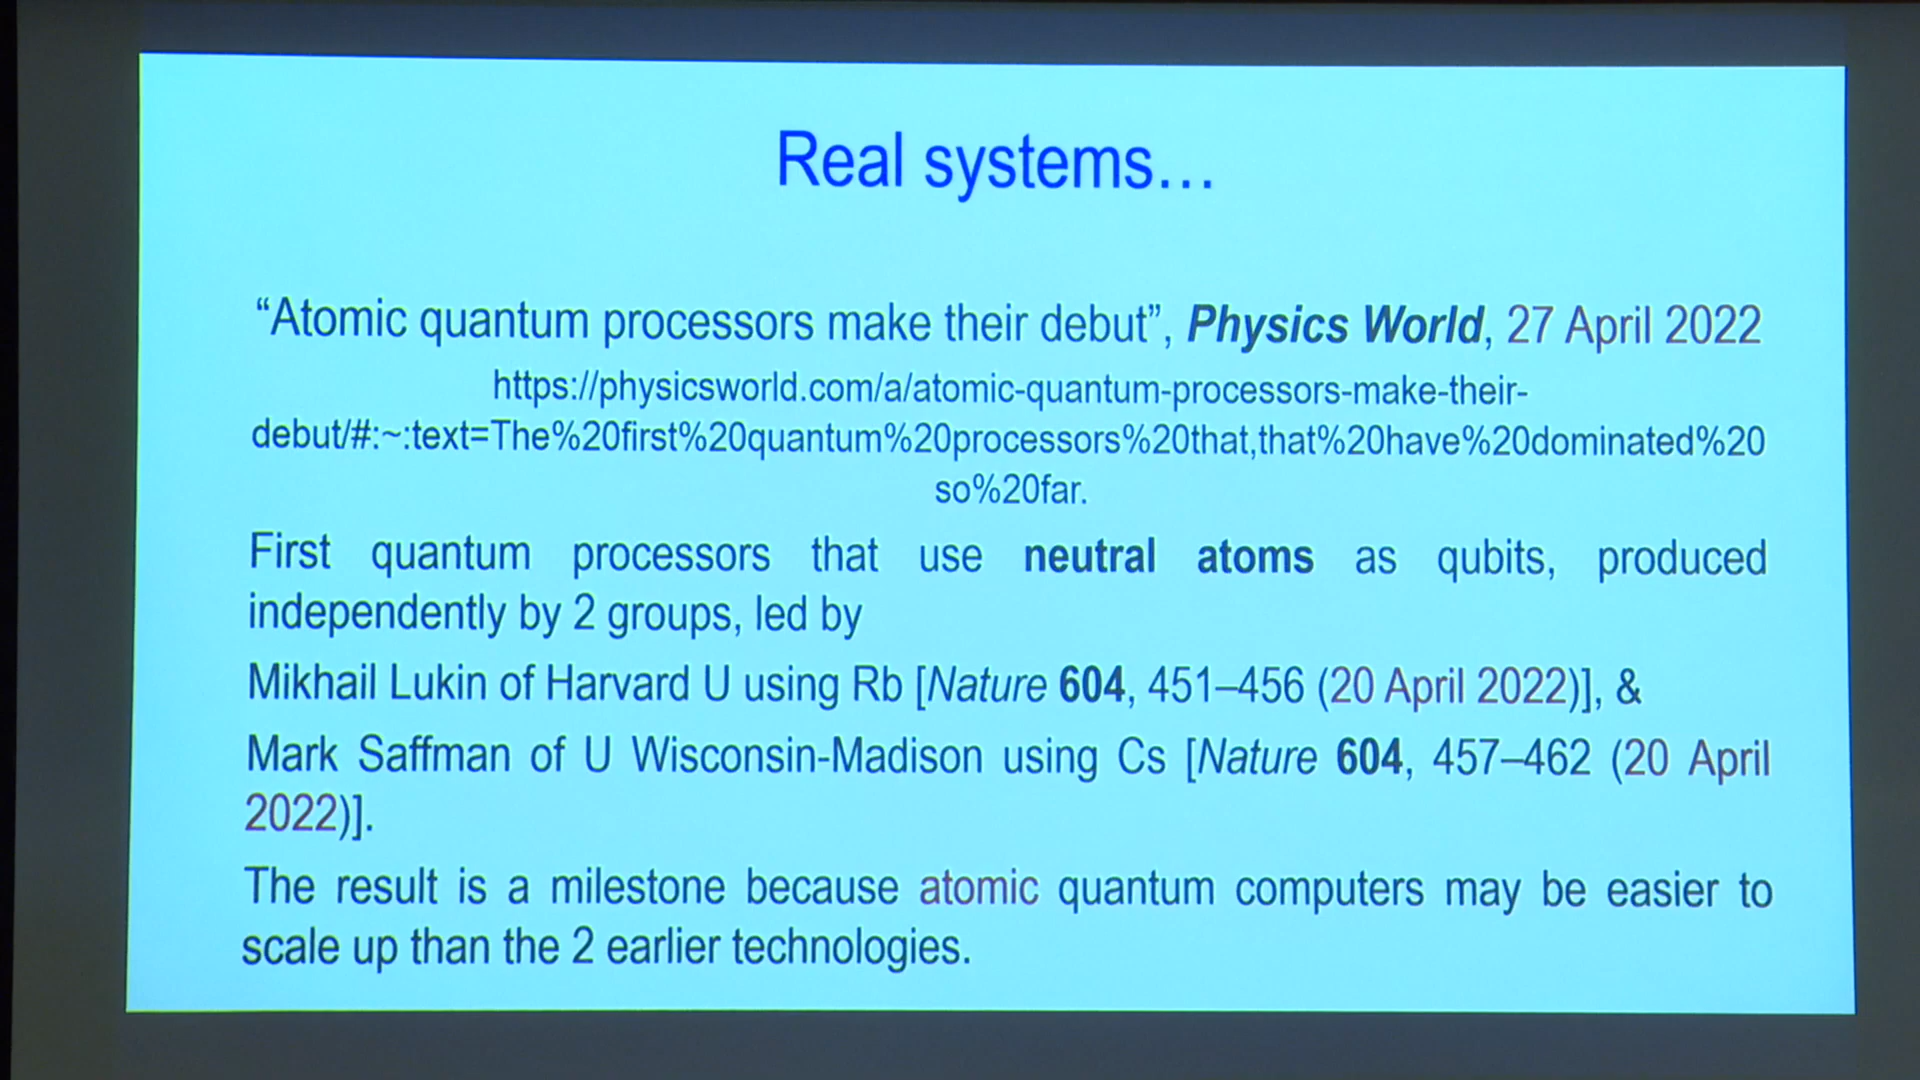 Real systems…
“Atomic quantum processors make their debut”, Physics World, 27 April 2022
https://physicsworld.com/a/atomic-quantum-processors-make-their-
debut/#:~:text=The%20first%20quantum%20processors%20that,that%20have%20dominated%20
so%20far.
First quantum processors that use neutral atoms as qubits, produced
independently by 2 groups, led by
Mikhail Lukin of Harvard U using Rb [Nature 604, 451–456 (20 April 2022)], &
Mark Saffman of U Wisconsin-Madison using Cs [Nature 604, 457–462 (20 April
2022)].
The result is a milestone because atomic quantum computers may be easier to
scale up than the 2 earlier technologies.